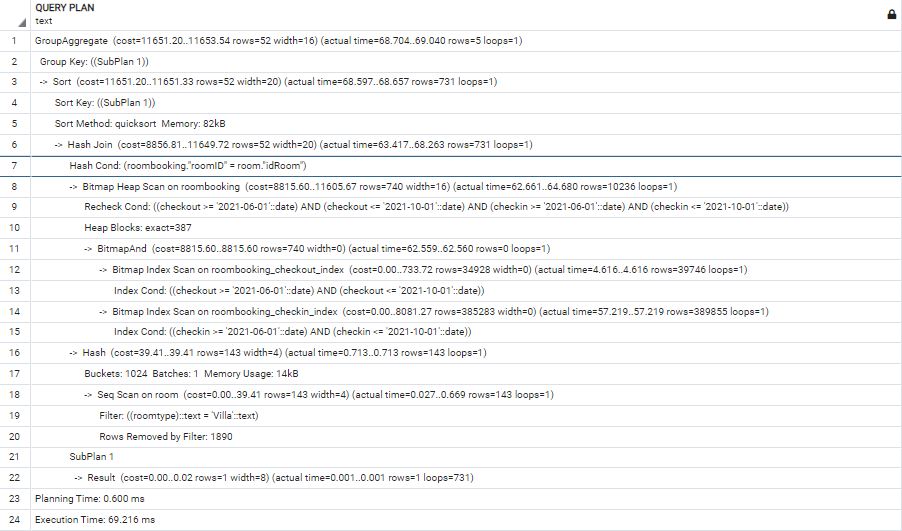 QUERY PLAN
text
1 GroupAggregate (cost=11651.20..11653.54 rows=52 width=16) (actual time=68.704..69.040 rows=5 loops=1)
2 Group Key: ((SubPlan 1))
3 -> Sort (cost=11651.20..11651.33 rows=52 width=20) (actual time=68.597..68.657 rows=731 loops=1)
4 Sort Key: ((SubPlan 1))
5 Sort Method: quicksort Memory: 82kB
6 -> Hash Join (cost=8856.81..11649.72 rows=52 width=20) (actual time=63.417..68.263 rows=731 loops=1)
7 Hash Cond: (roombooking."roomID" = room."idRoom")
8 -> Bitmap Heap Scan on roombooking (cost=8815.60..11605.67 rows=740 width=16) (actual time=62.661..64.680 rows=10236 loops=1)
9 Recheck Cond: ((checkout >= '2021-06-01'::date) AND (checkout <= '2021-10-01'::date) AND (checkin >= '2021-06-01'::date) AND (checkin <= '2021-10-01'::date))
10 Heap Blocks: exact=387
11 -> BitmapAnd (cost=8815.60..8815.60 rows=740 width=0) (actual time=62.559..62.560 rows=0 loops=1)
12 -> Bitmap Index Scan on roombooking_checkout_index (cost=0.00..733.72 rows=34928 width=0) (actual time=4.616..4.616 rows=39746 loops=1)
13 Index Cond: ((checkout >= '2021-06-01'::date) AND (checkout <= '2021-10-01'::date))
14 -> Bitmap Index Scan on roombooking_checkin_index (cost=0.00..8081.27 rows=385283 width=0) (actual time=57.219..57.219 rows=389855 loops=1)
15 Index Cond: ((checkin >= '2021-06-01'::date) AND (checkin <= '2021-10-01'::date))
16 -> Hash (cost=39.41..39.41 rows=143 width=4) (actual time=0.713..0.713 rows=143 loops=1)
17 Buckets: 1024 Batches: 1 Memory Usage: 14kB
18 -> Seq Scan on room (cost=0.00..39.41 rows=143 width=4) (actual time=0.027..0.669 rows=143 loops=1)
19 Filter: ((roomtype)::text = 'Villa'::text)
20 Rows Removed by Filter: 1890
21 SubPlan 1
22 -> Result (cost=0.00..0.02 rows=1 width=8) (actual time=0.001..0.001 rows=1 loops=731)
23 Planning Time: 0.600 ms
24 Execution Time: 69.216 ms